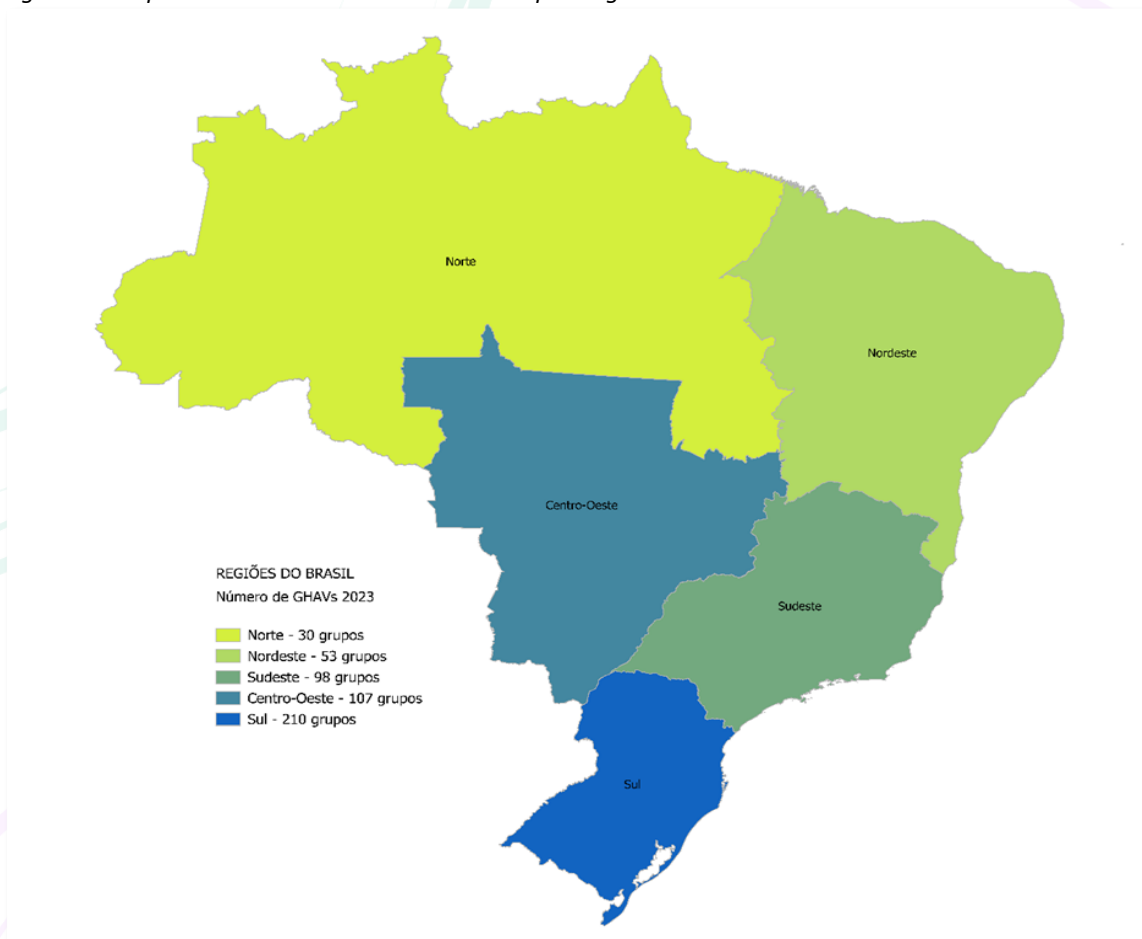 Norte
Nordeste
Centro-Oeste
Sudeste
Sul
REGIÕES DO BRASIL
Número de GHAVs 2023
Norte - 30 grupos
Nordeste - 53 grupos
Sudeste - 98 grupos
Centro-Oeste - 107 grupos
Sul - 210 grupos